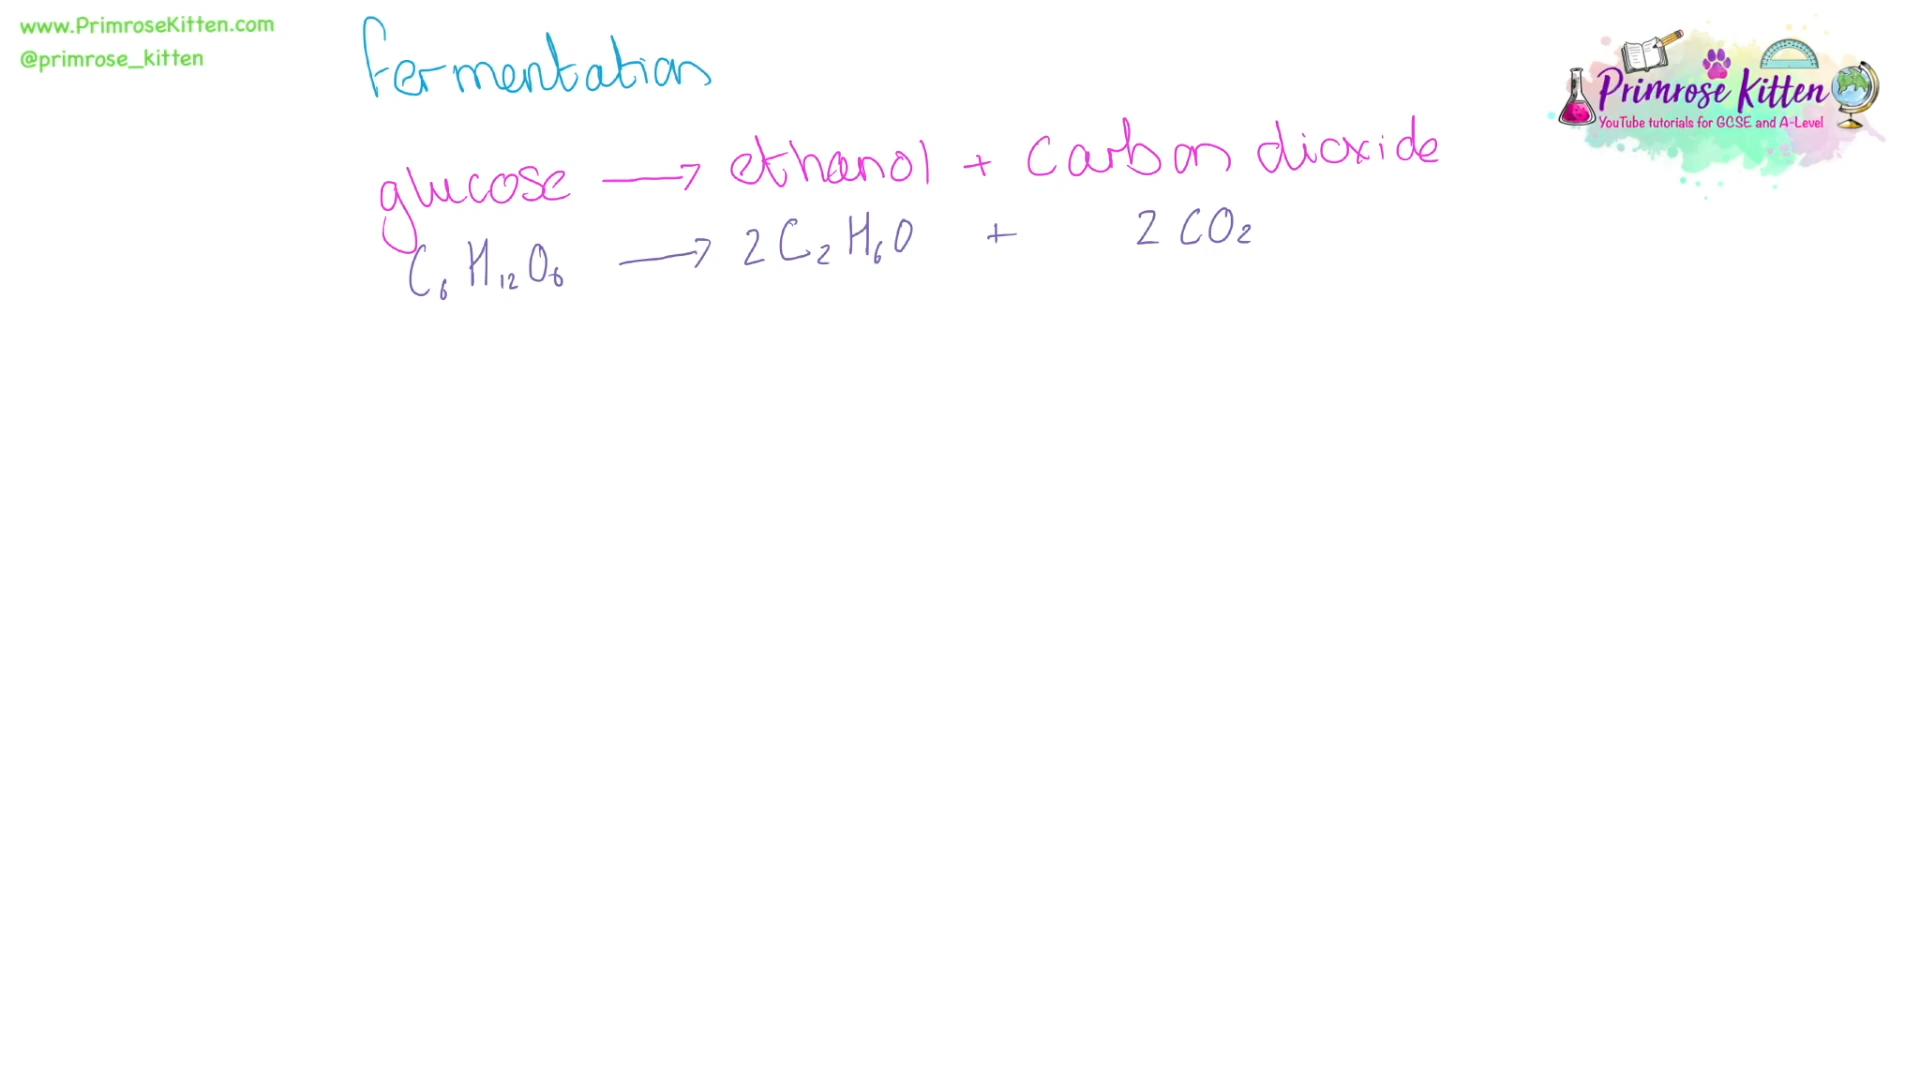 www.PrimroseKitten.com
@primrose_kitten
fermentation
Primrose Kitten
YouTube tutorials for GCSE and A-Level
glucose → ethanol + carbon dioxide
C₆H₁₂O₆ → 2C₂H₆O + 2CO₂